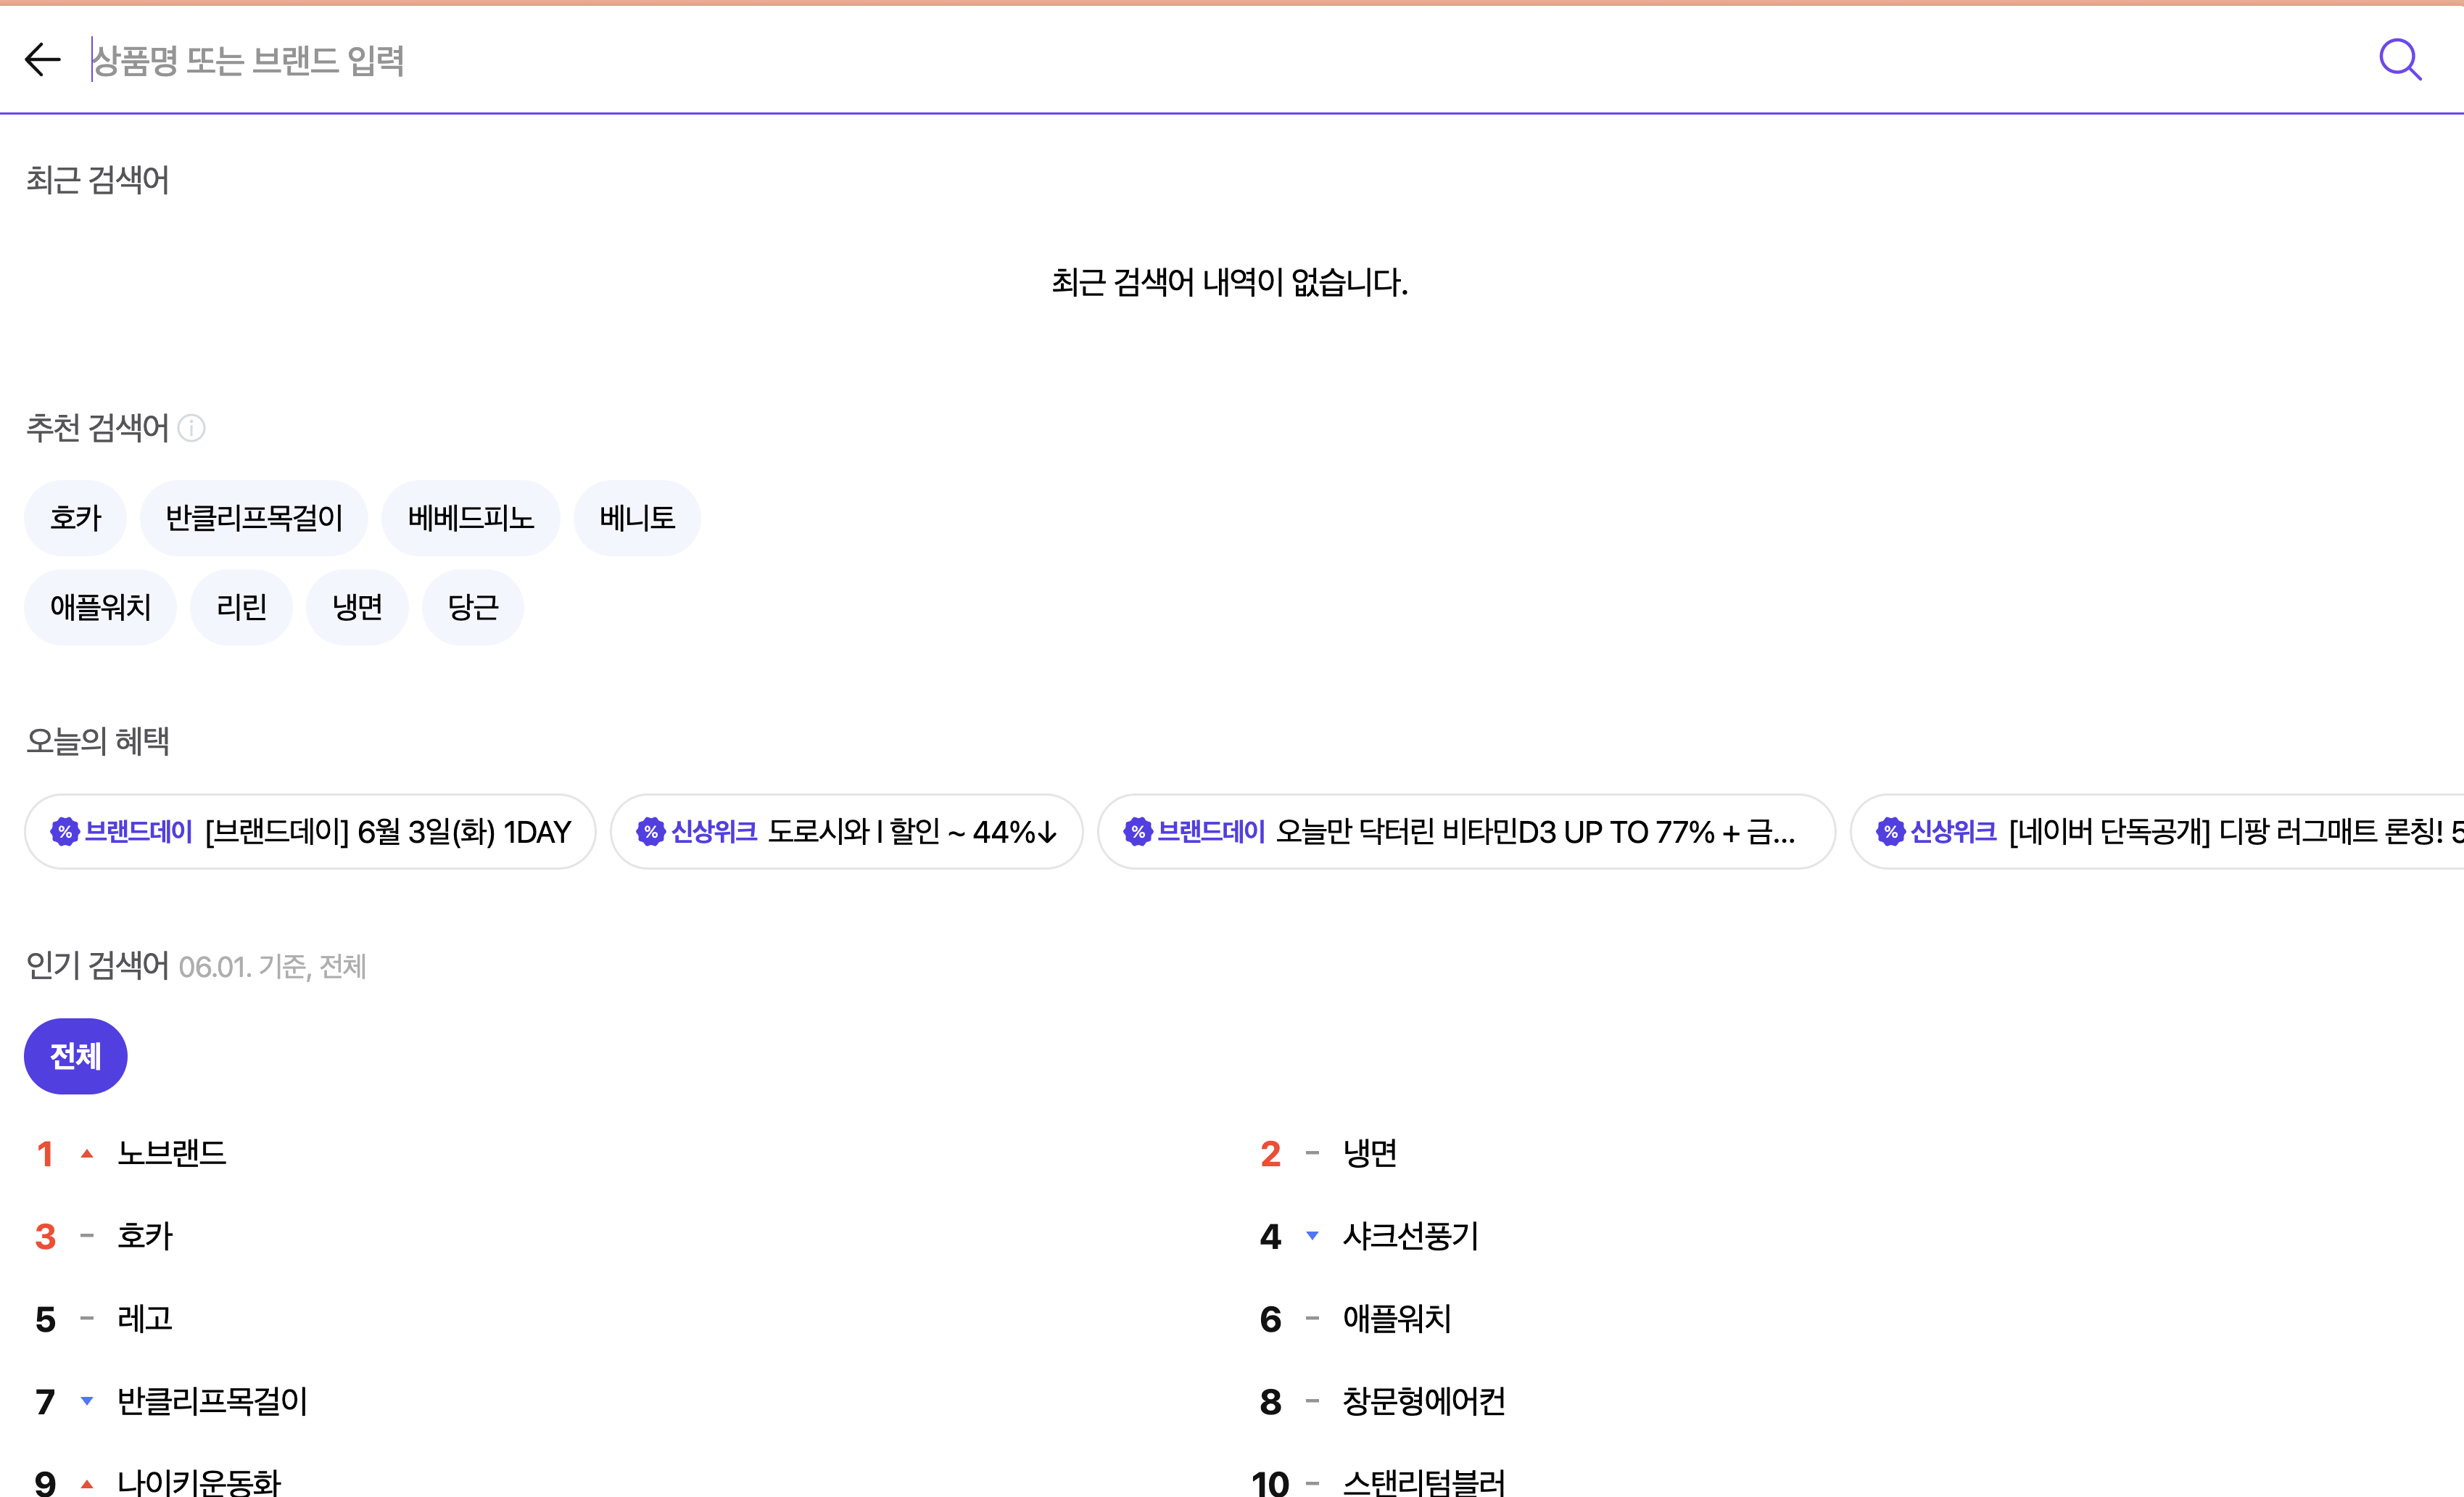 상품명 또는 브랜드 입력
최근 검색어
최근 검색어 내역이 없습니다.
추천 검색어
호카 반클리프목걸이 베베드피노 베니토
애플워치 리린 냉면 당근
오늘의 혜택
브랜드데이 [브랜드데이] 6월 3일(화) 1DAY 신상위크 도로시와 | 할인 ~ 44%↓ 브랜드데이 오늘만 닥터린 비타민D3 UP TO 77% + 금... 신상위크 [네이버 단독공개] 디팡 러그매트 론칭! 5
인기 검색어 06.01. 기준, 전체
전체
1 노브랜드 2 냉면
3 호카 4 샤크선풍기
5 레고 6 애플워치
7 반클리프목걸이 8 창문형에어컨
9 나이키운동화 10 스탠리텀블러